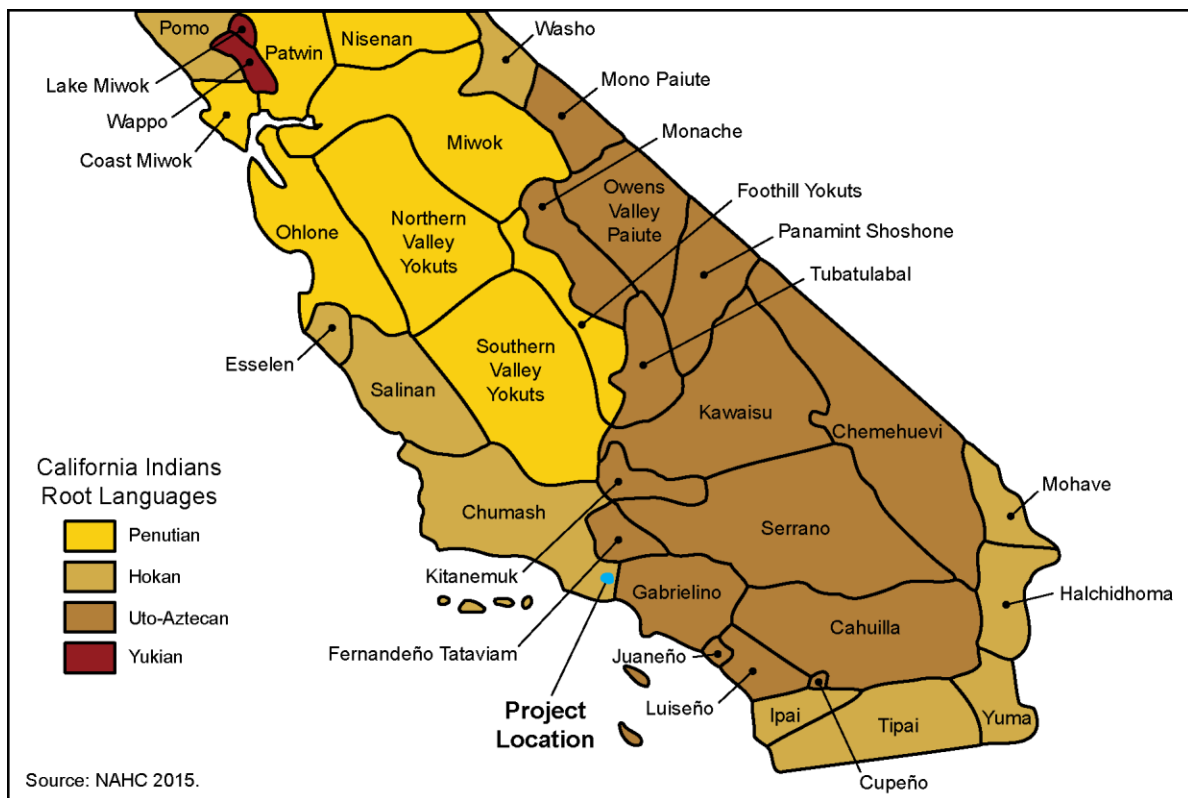 Pomo
Washo
Nisenan
Patwin
Lake Miwok
Mono Paiute
Wappo
Monache
Miwok
Coast Miwok
Foothill Yokuts
Owens
Valley
Paiute
Northern
Valley
Yokuts
Ohlone
Panamint Shoshone
Tubatulabal
Esselen
Southern
Valley
Yokuts
Salinan
Kawaisu
Chemehuevi
California Indians
Root Languages
Penutian
Hokan
Uto-Aztecan
Yukian
Mohave
Chumash
Serrano
Kitanemuk
Gabrielino
Halchidhoma
Cahuilla
Fernandeño Tataviam
Juaneño
Luiseño
Project
Location
Ipai
Tipai
Yuma
Cupeño
Source: NAHC 2015.